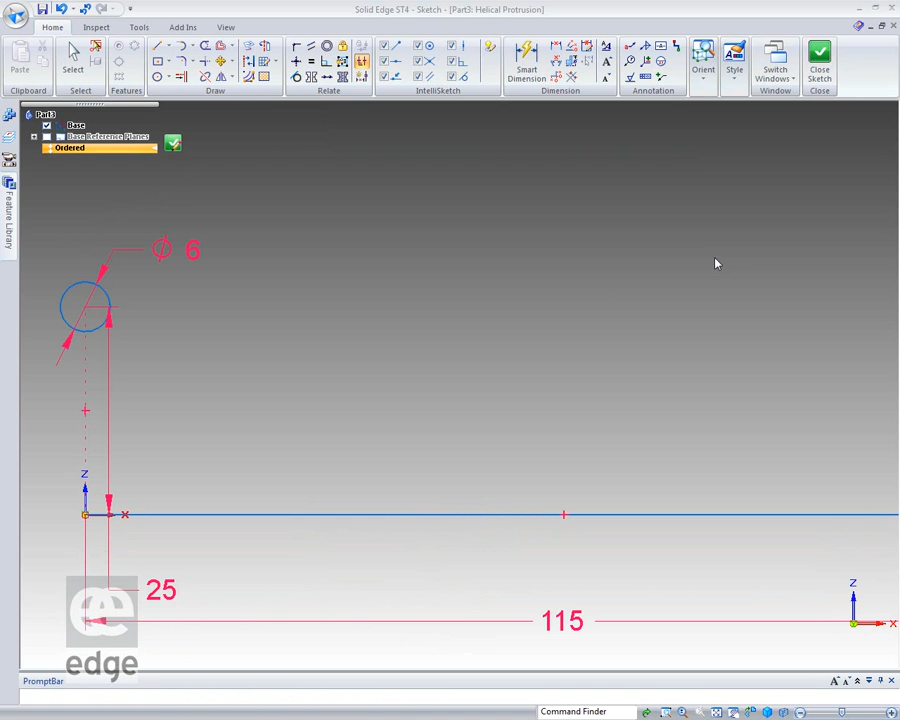 Solid Edge ST4 - Sketch - [Part3: Helical Protrusion]
Home Inspect Tools Add Ins View
Paste Select Smart Dimension Orient Style Switch Windows Close Sketch
Clipboard Select Features Draw Relate IntelliSketch Dimension Annotation Window Close
Part3
Base
Base Reference Planes
Ordered
Feature Library
Ø 6
Z
X
25
115
Z
X
e
edge
PromptBar
Command Finder